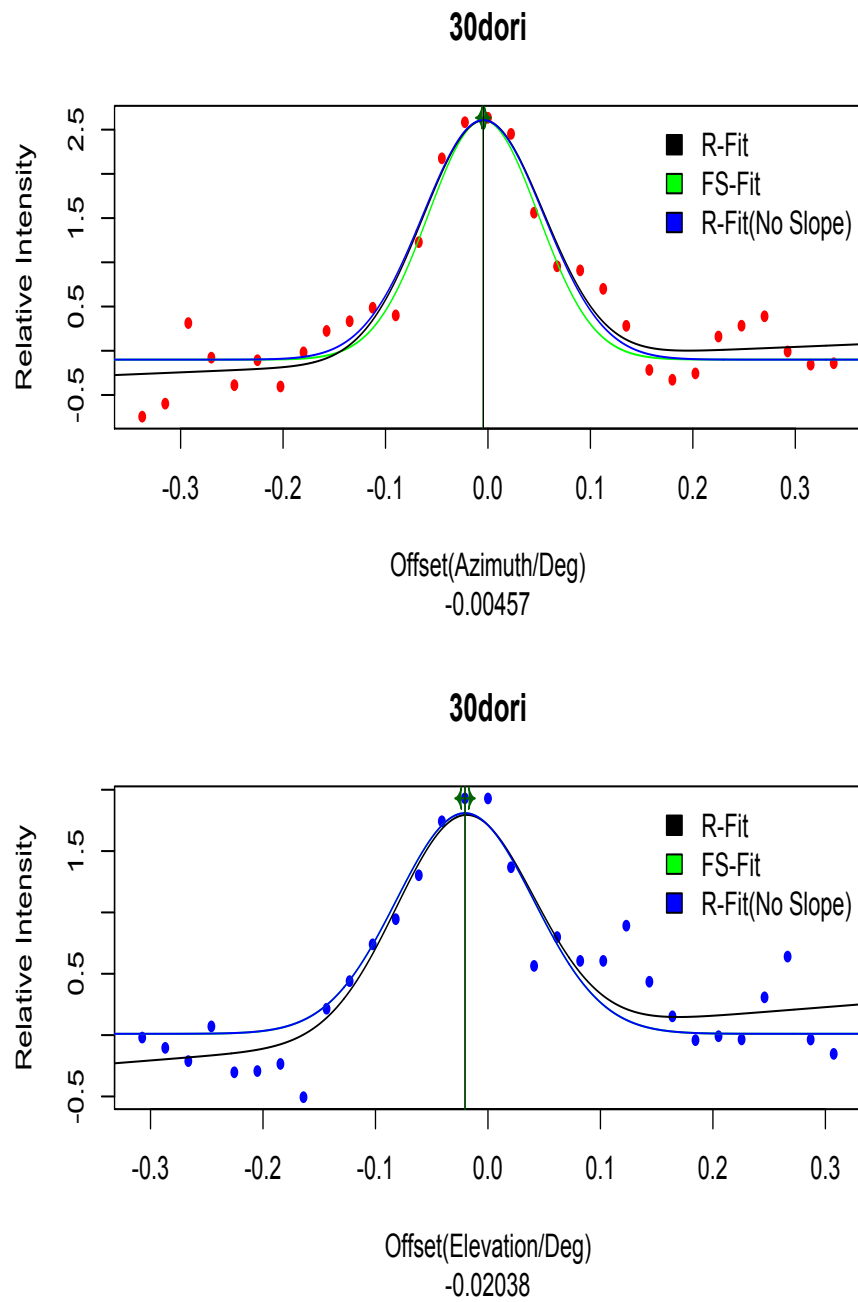 30dori
Relative Intensity
2.5
1.5
0.5
-0.5
R-Fit
FS-Fit
R-Fit(No Slope)
-0.3 -0.2 -0.1 0.0 0.1 0.2 0.3
Offset(Azimuth/Deg)
-0.00457
30dori
Relative Intensity
1.5
0.5
-0.5
R-Fit
FS-Fit
R-Fit(No Slope)
-0.3 -0.2 -0.1 0.0 0.1 0.2 0.3
Offset(Elevation/Deg)
-0.02038